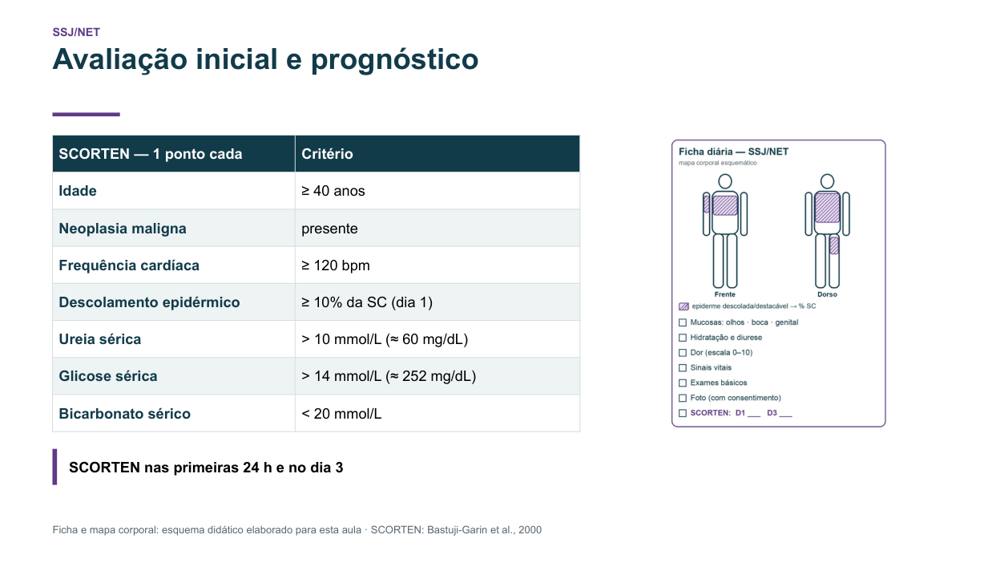 SSJ/NET
Avaliação inicial e prognóstico
SCORTEN — 1 ponto cada Critério
Idade ≥ 40 anos
Neoplasia maligna presente
Frequência cardíaca ≥ 120 bpm
Descolamento epidérmico ≥ 10% da SC (dia 1)
Ureia sérica > 10 mmol/L (≈ 60 mg/dL)
Glicose sérica > 14 mmol/L (≈ 252 mg/dL)
Bicarbonato sérico < 20 mmol/L
SCORTEN nas primeiras 24 h e no dia 3
Ficha diária — SSJ/NET
mapa corporal esquemático
Frente Dorso
epiderme descolada/destacável → % SC
Mucosas: olhos · boca · genital
Hidratação e diurese
Dor (escala 0–10)
Sinais vitais
Exames básicos
Foto (com consentimento)
SCORTEN: D1 ___ D3 ___
Ficha e mapa corporal: esquema didático elaborado para esta aula · SCORTEN: Bastuji-Garin et al., 2000